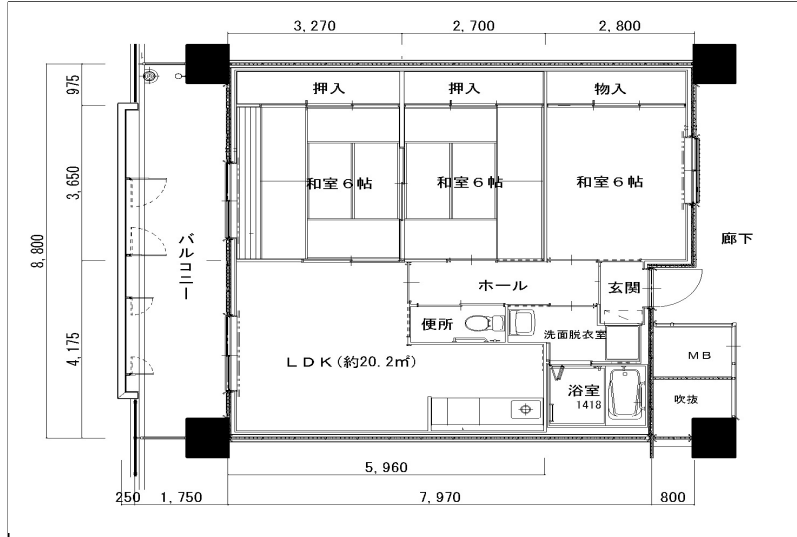 3,270
2,700
2,800
975
押入
押入
物入
3,650
和室6帖
和室6帖
和室6帖
8,800
バルコニー
廊下
ホール
玄関
便所
洗面脱衣室
4,175
LDK(約20.2㎡)
MB
浴室
1418
吹抜
5,960
250
1,750
7,970
800